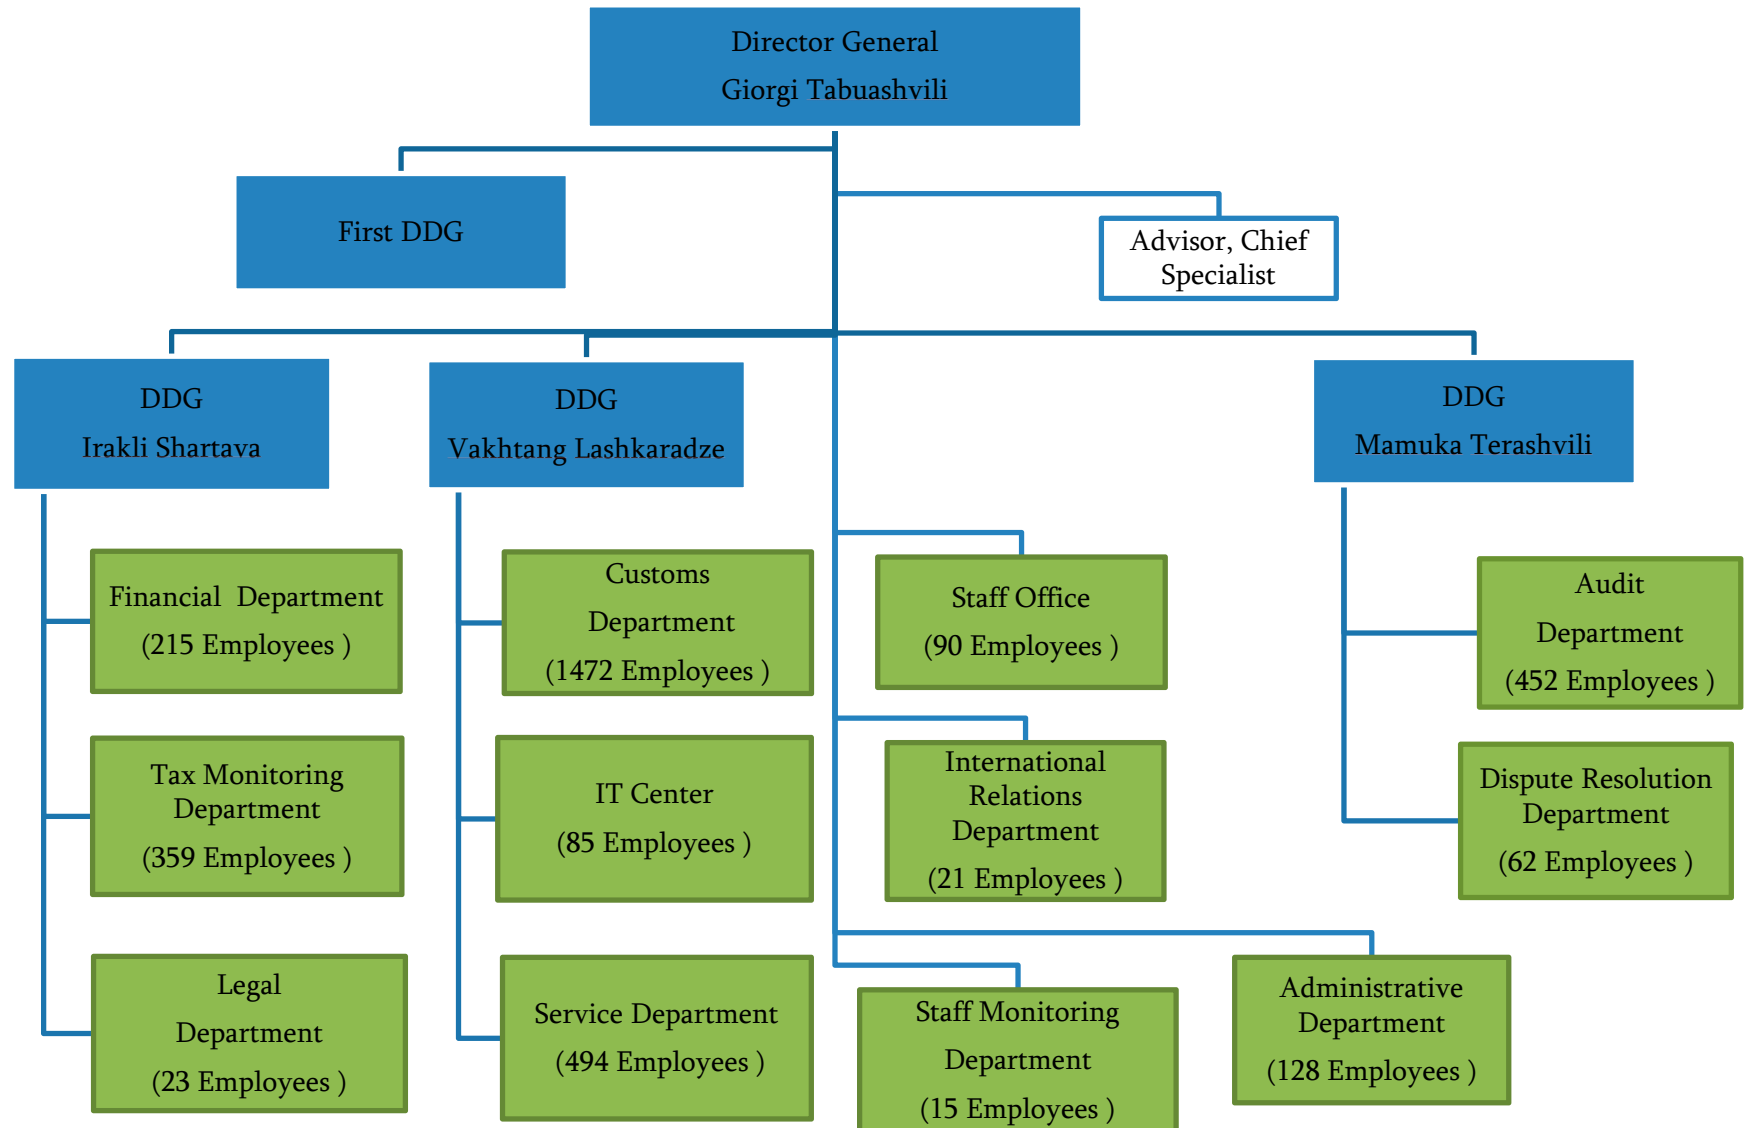 Director General
Giorgi Tabuashvili
First DDG
Advisor, Chief
Specialist
DDG
Irakli Shartava
DDG
Vakhtang Lashkaradze
DDG
Mamuka Terashvili
Financial  Department
(215 Employees )
Tax Monitoring
Department
(359 Employees )
Legal
Department
(23 Employees )
Customs
Department
(1472 Employees )
IT Center
(85 Employees )
Service Department
(494 Employees )
Staff Office
(90 Employees )
International
Relations
Department
(21 Employees )
Staff Monitoring
Department
(15 Employees )
Administrative
Department
(128 Employees )
Audit
Department
(452 Employees )
Dispute Resolution
Department
(62 Employees )